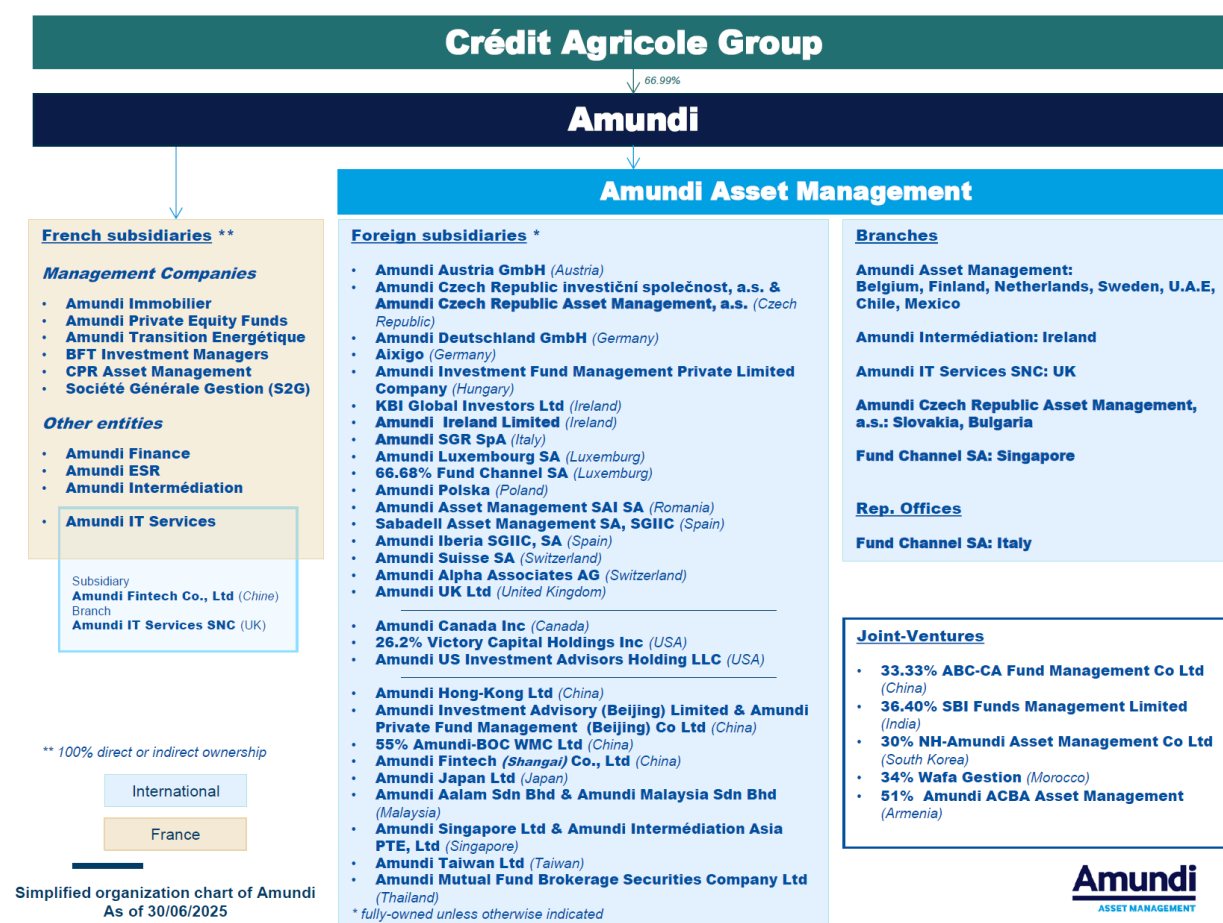 Crédit Agricole Group
66.99%
Amundi
Amundi Asset Management
French subsidiaries **
Management Companies
• Amundi Immobilier
• Amundi Private Equity Funds
• Amundi Transition Energétique
• BFT Investment Managers
• CPR Asset Management
• Société Générale Gestion (S2G)
Other entities
• Amundi Finance
• Amundi ESR
• Amundi Intermédiation
• Amundi IT Services
Subsidiary
Amundi Fintech Co., Ltd (Chine)
Branch
Amundi IT Services SNC (UK)
** 100% direct or indirect ownership
International
France
Simplified organization chart of Amundi
As of 30/06/2025
Foreign subsidiaries *
• Amundi Austria GmbH (Austria)
• Amundi Czech Republic investiční společnost, a.s. &
Amundi Czech Republic Asset Management, a.s. (Czech
Republic)
• Amundi Deutschland GmbH (Germany)
• Aixigo (Germany)
• Amundi Investment Fund Management Private Limited
Company (Hungary)
• KBI Global Investors Ltd (Ireland)
• Amundi Ireland Limited (Ireland)
• Amundi SGR SpA (Italy)
• Amundi Luxembourg SA (Luxemburg)
• 66.68% Fund Channel SA (Luxemburg)
• Amundi Polska (Poland)
• Amundi Asset Management SAI SA (Romania)
• Sabadell Asset Management SA, SGIIC (Spain)
• Amundi Iberia SGIIC, SA (Spain)
• Amundi Suisse SA (Switzerland)
• Amundi Alpha Associates AG (Switzerland)
• Amundi UK Ltd (United Kingdom)
• Amundi Canada Inc (Canada)
• 26.2% Victory Capital Holdings Inc (USA)
• Amundi US Investment Advisors Holding LLC (USA)
• Amundi Hong-Kong Ltd (China)
• Amundi Investment Advisory (Beijing) Limited & Amundi
Private Fund Management (Beijing) Co Ltd (China)
• 55% Amundi-BOC WMC Ltd (China)
• Amundi Fintech (Shangai) Co., Ltd (China)
• Amundi Japan Ltd (Japan)
• Amundi Aalam Sdn Bhd & Amundi Malaysia Sdn Bhd
(Malaysia)
• Amundi Singapore Ltd & Amundi Intermédiation Asia
PTE, Ltd (Singapore)
• Amundi Taiwan Ltd (Taiwan)
• Amundi Mutual Fund Brokerage Securities Company Ltd
(Thailand)
* fully-owned unless otherwise indicated
Branches
Amundi Asset Management:
Belgium, Finland, Netherlands, Sweden, U.A.E,
Chile, Mexico
Amundi Intermédiation: Ireland
Amundi IT Services SNC: UK
Amundi Czech Republic Asset Management,
a.s.: Slovakia, Bulgaria
Fund Channel SA: Singapore
Rep. Offices
Fund Channel SA: Italy
Joint-Ventures
• 33.33% ABC-CA Fund Management Co Ltd
(China)
• 36.40% SBI Funds Management Limited
(India)
• 30% NH-Amundi Asset Management Co Ltd
(South Korea)
• 34% Wafa Gestion (Morocco)
• 51% Amundi ACBA Asset Management
(Armenia)
Amundi
ASSET MANAGEMENT